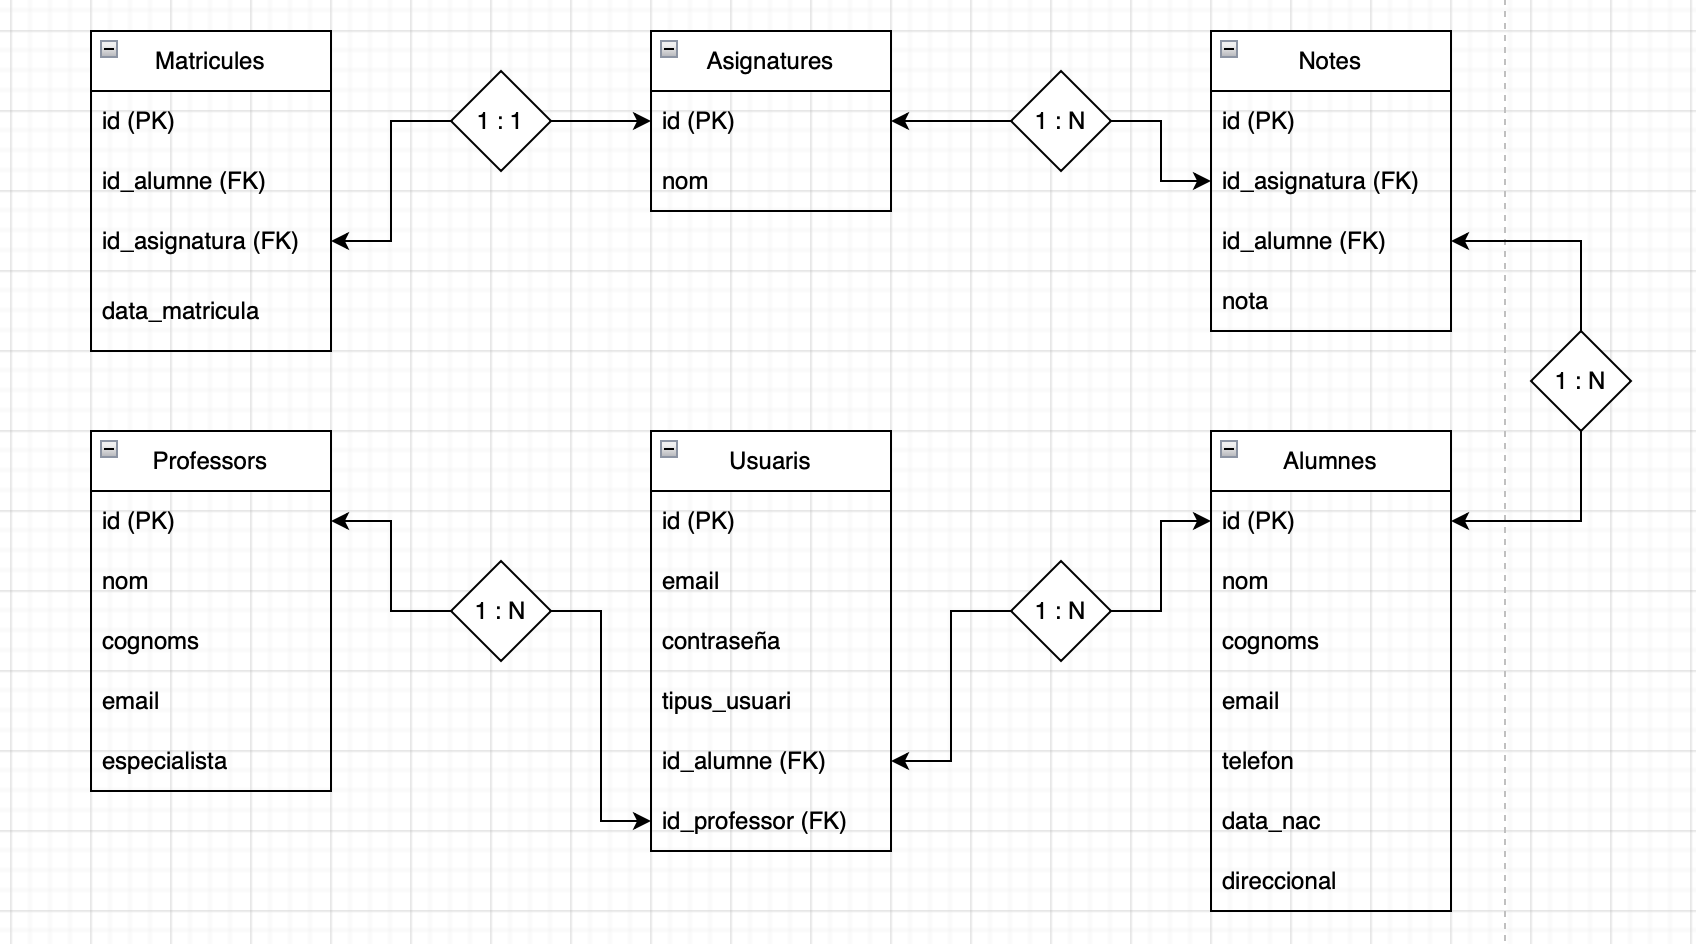 Matricules
id (PK)
id_alumne (FK)
id_asignatura (FK)
data_matricula
1 : 1
Asignatures
id (PK)
nom
1 : N
Notes
id (PK)
id_asignatura (FK)
id_alumne (FK)
nota
1 : N
Professors
id (PK)
nom
cognoms
email
especialista
1 : N
Usuaris
id (PK)
email
contraseña
tipus_usuari
id_alumne (FK)
id_professor (FK)
1 : N
Alumnes
id (PK)
nom
cognoms
email
telefon
data_nac
direccional